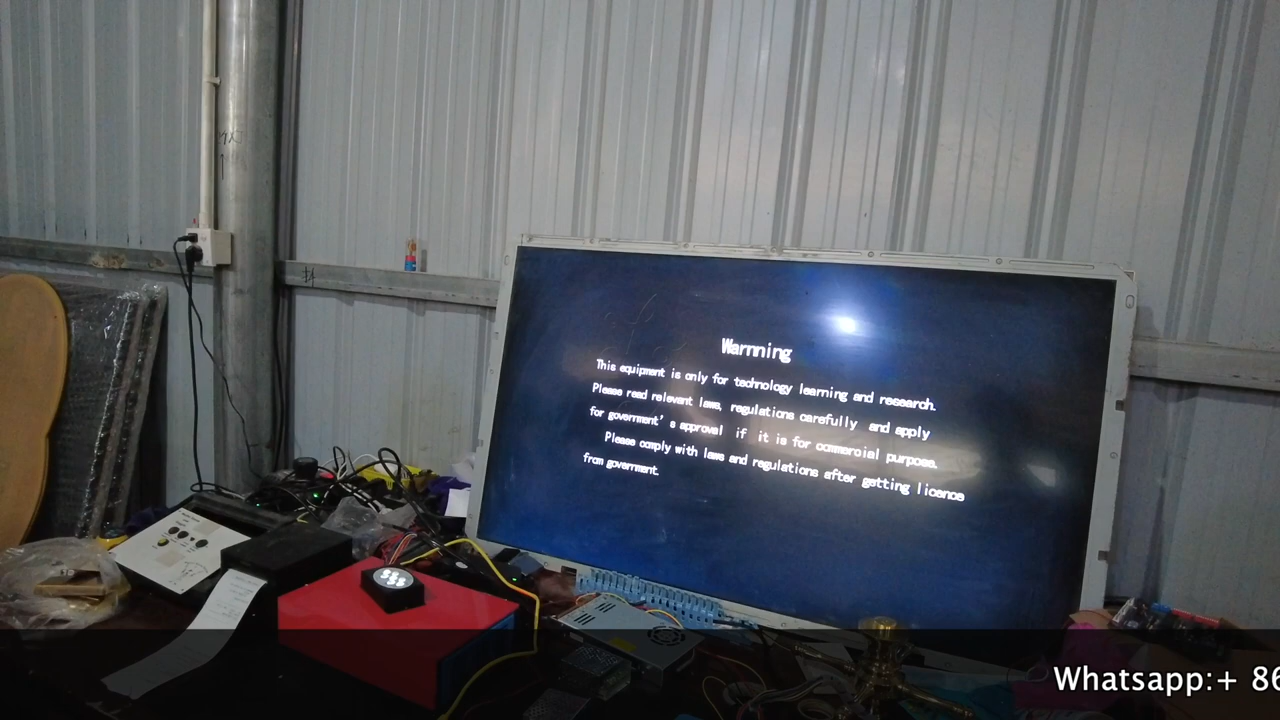 Warnning
This equipment is only for technology learning and research.
Please read relevant laws, regulations carefully and apply
for government's approval if it is for commercial purpose.
Please comply with laws and regulations after getting licence
from government.
Whatsapp:+ 86